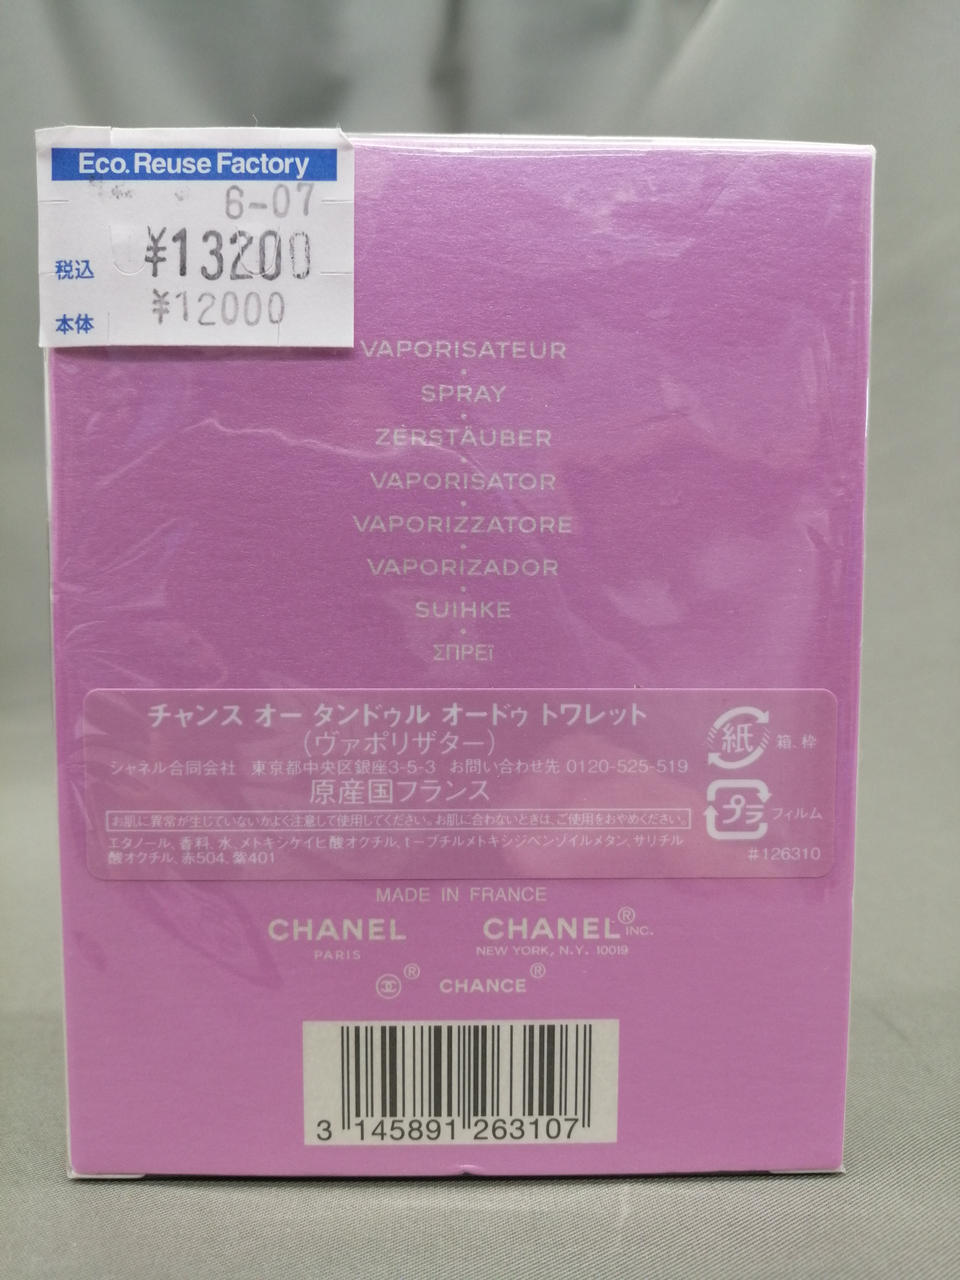 Eco. Reuse Factory
6-07
税込 ¥13200
本体 ¥12000
VAPORISATEUR
SPRAY
ZERSTÄUBER
VAPORISATOR
VAPORIZZATORE
VAPORIZADOR
SUIHKE
ΣΠΡΕΪ
チャンス オー タンドゥル オードゥ トワレット
(ヴァポリザター)
シャネル合同会社 東京都中央区銀座3-5-3 お問い合わせ先 0120-525-519
原産国フランス
お肌に異常が生じていないかよく注意して使用してください。お肌に合わないときは、ご使用をおやめください。
エタノール、香料、水、メトキシケイヒ酸オクチル、t-ブチルメトキシジベンゾイルメタン、サリチル
酸オクチル、赤504、紫401
紙 箱、枠
プラ フィルム
#126310
MADE IN FRANCE
CHANEL
PARIS
CHANEL® INC.
NEW YORK, N.Y. 10019
® CHANCE®
3 145891 263107